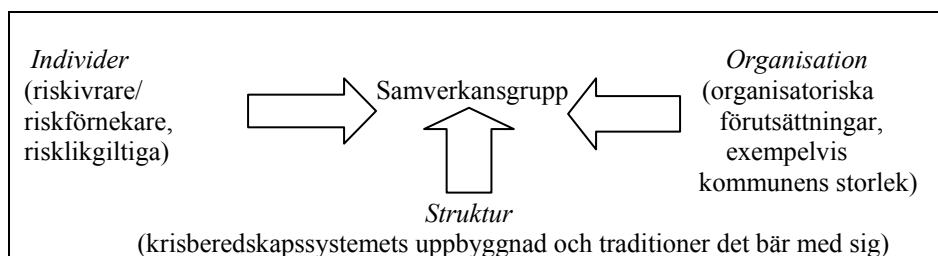 Individer
(riskivrare/
riskförnekare,
risklikgiltiga)
Samverkansgrupp
Organisation
(organisatoriska
förutsättningar,
exempelvis
kommunens storlek)
Struktur
(krisberedskapssystemets uppbyggnad och traditioner det bär med sig)